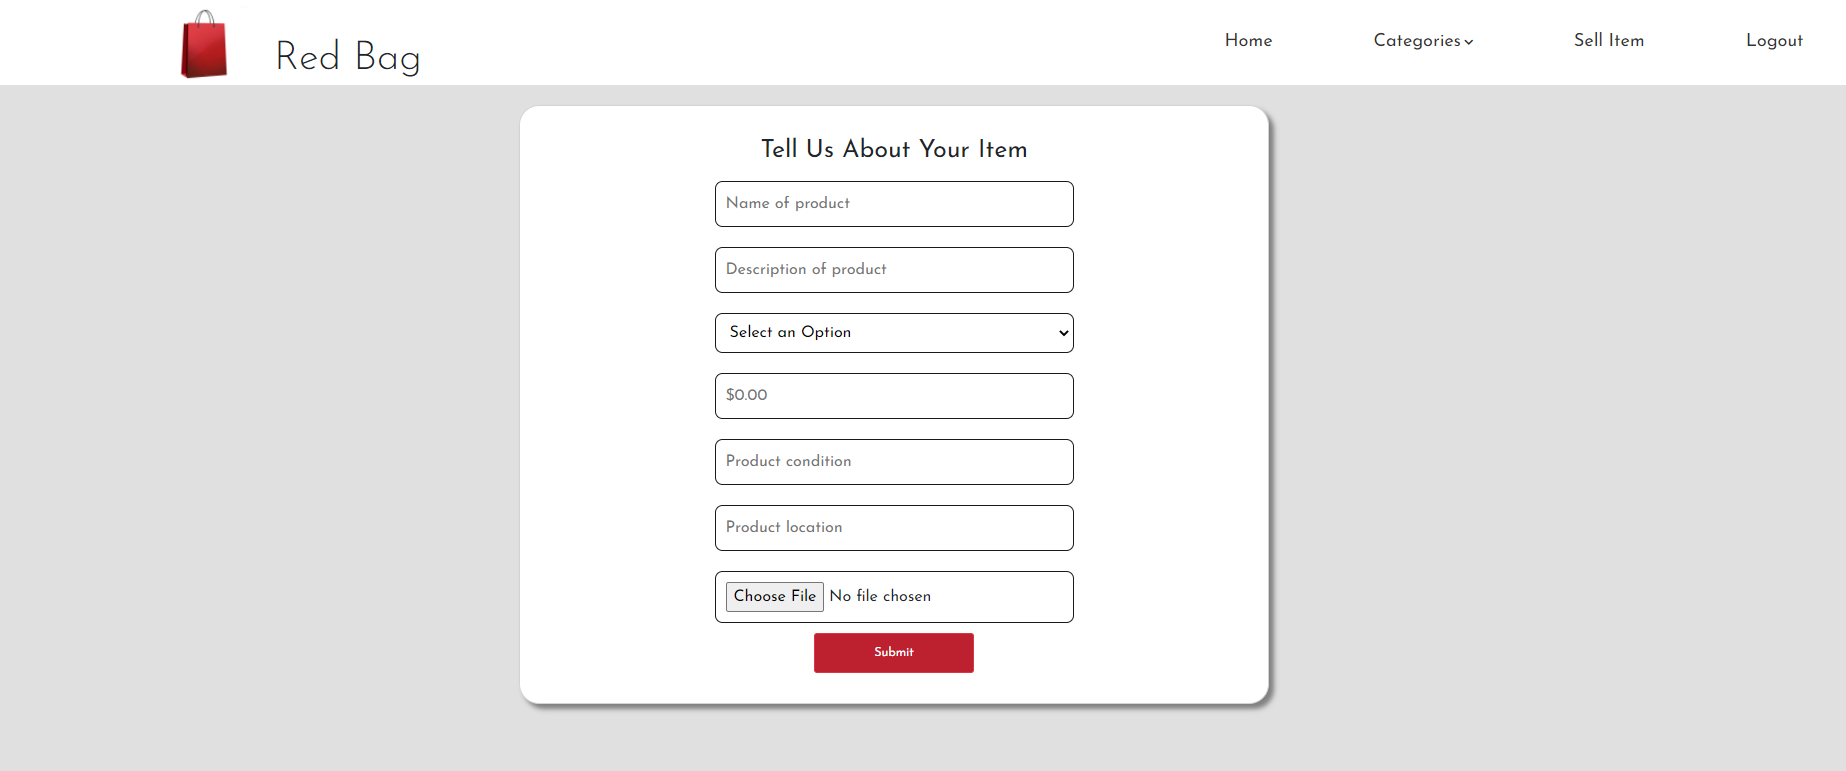 Red Bag
Home Categories Sell Item Logout
Tell Us About Your Item
Name of product
Description of product
Select an Option
$0.00
Product condition
Product location
Choose File No file chosen
Submit